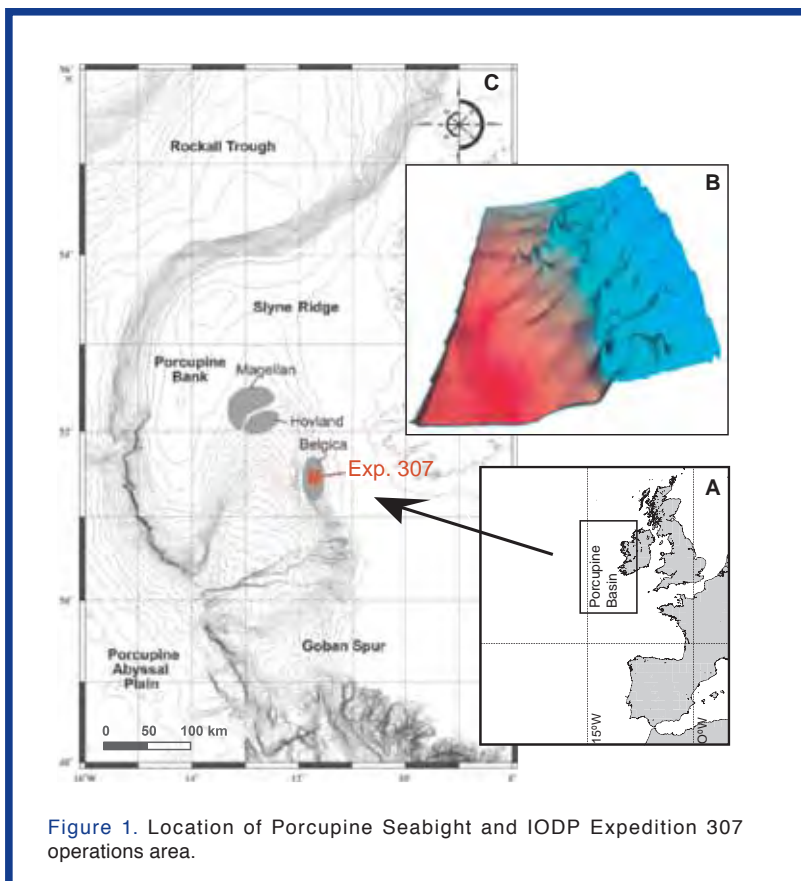 C
Rockall Trough
B
Slyne Ridge
Porcupine
Bank
Magellan
Hovland
Belgica
Exp. 307
A
Porcupine
Basin
15°W
0°W
Goban Spur
Porcupine
Abyssal
Plain
0 50 100 km
Figure 1. Location of Porcupine Seabight and IODP Expedition 307
operations area.